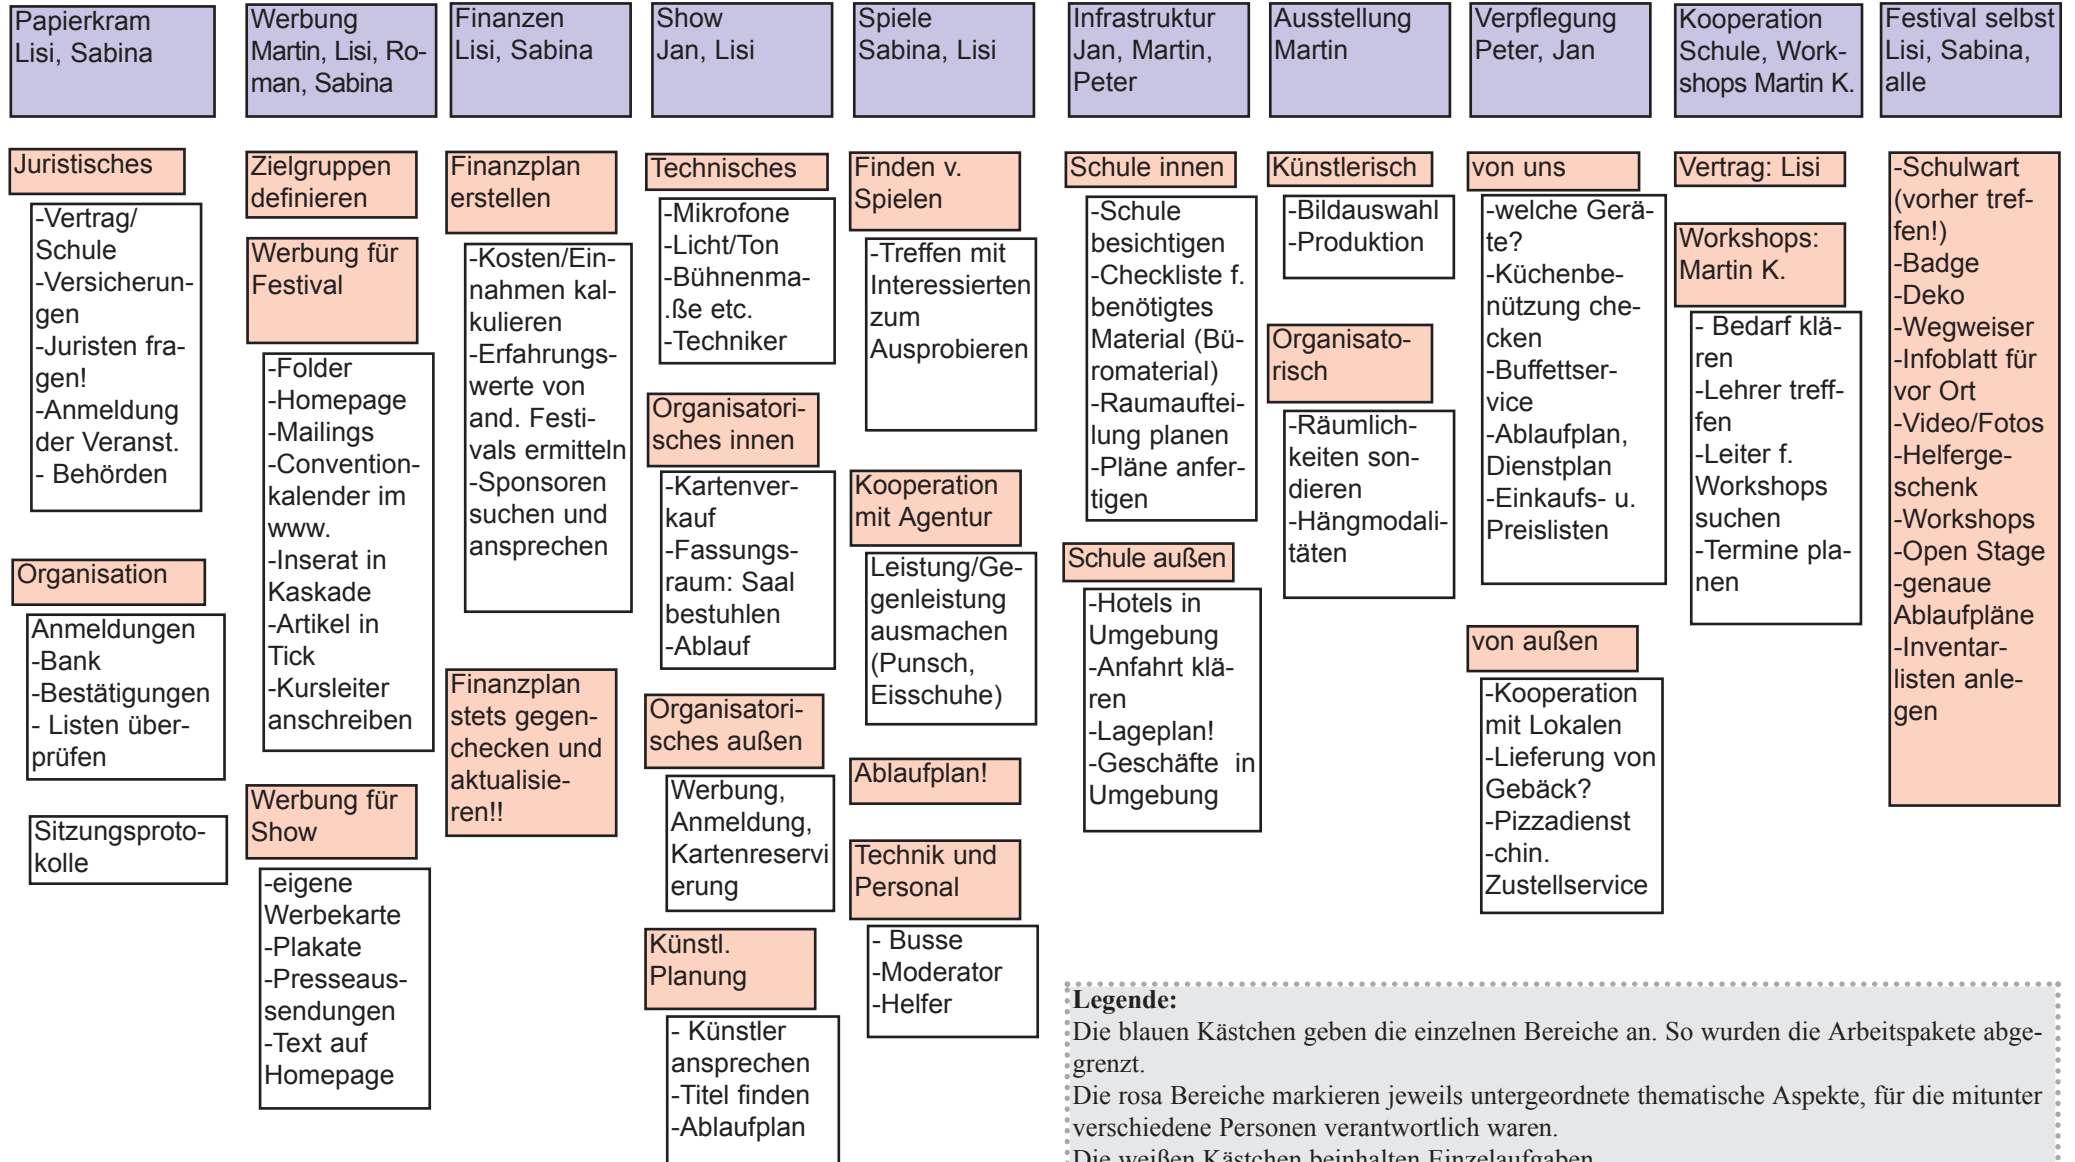 Papierkram
Lisi, Sabina
Juristisches
-Vertrag/
Schule
-Versicherun-
gen
-Juristen fra-
gen!
-Anmeldung
der Veranst.
- Behörden
Organisation
Anmeldungen
-Bank
-Bestätigungen
- Listen über-
prüfen
Sitzungsproto-
kolle
Werbung
Martin, Lisi, Ro-
man, Sabina
Zielgruppen
definieren
Werbung für
Festival
-Folder
-Homepage
-Mailings
-Convention-
kalender im
www.
-Inserat in
Kaskade
-Artikel in
Tick
-Kursleiter
anschreiben
Werbung für
Show
-eigene
Werbekarte
-Plakate
-Presseaus-
sendungen
-Text auf
Homepage
Finanzen
Lisi, Sabina
Finanzplan
erstellen
-Kosten/Ein-
nahmen kal-
kulieren
-Erfahrungs-
werte von
and. Festi-
vals ermitteln
-Sponsoren
suchen und
ansprechen
Finanzplan
stets gegen-
checken und
aktualisie-
ren!!
Show
Jan, Lisi
Technisches
-Mikrofone
-Licht/Ton
-Bühnenma-
.ße etc.
-Techniker
Organisatori-
sches innen
-Kartenver-
kauf
-Fassungs-
raum: Saal
bestuhlen
-Ablauf
Organisatori-
sches außen
Werbung,
Anmeldung,
Kartenreservi
erung
Künstl.
Planung
- Künstler
ansprechen
-Titel finden
-Ablaufplan
Spiele
Sabina, Lisi
Finden v.
Spielen
-Treffen mit
Interessierten
zum
Ausprobieren
Kooperation
mit Agentur
Leistung/Ge-
genleistung
ausmachen
(Punsch,
Eisschuhe)
Ablaufplan!
Technik und
Personal
- Busse
-Moderator
-Helfer
Infrastruktur
Jan, Martin,
Peter
Schule innen
-Schule
besichtigen
-Checkliste f.
benötigtes
Material (Bü-
romaterial)
-Raumauftei-
lung planen
-Pläne anfer-
tigen
Schule außen
-Hotels in
Umgebung
-Anfahrt klä-
ren
-Lageplan!
-Geschäfte in
Umgebung
Ausstellung
Martin
Künstlerisch
-Bildauswahl
-Produktion
Organisato-
risch
-Räumlich-
keiten son-
dieren
-Hängmodali-
täten
Verpflegung
Peter, Jan
von uns
-welche Gerä-
te?
-Küchenbe-
nützung che-
cken
-Buffettser-
vice
-Ablaufplan,
Dienstplan
-Einkaufs- u.
Preislisten
von außen
-Kooperation
mit Lokalen
-Lieferung von
Gebäck?
-Pizzadienst
-chin.
Zustellservice
Kooperation
Schule, Work-
shops Martin K.
Vertrag: Lisi
Workshops:
Martin K.
- Bedarf klä-
ren
-Lehrer tref-
fen
-Leiter f.
Workshops
suchen
-Termine pla-
nen
Festival selbst
Lisi, Sabina,
alle
-Schulwart
(vorher tref-
fen!)
-Badge
-Deko
-Wegweiser
-Infoblatt für
vor Ort
-Video/Fotos
-Helferge-
schenk
-Workshops
-Open Stage
-genaue
Ablaufpläne
-Inventar-
listen anle-
gen
Legende:
Die blauen Kästchen geben die einzelnen Bereiche an. So wurden die Arbeitspakete abge-
grenzt.
Die rosa Bereiche markieren jeweils untergeordnete thematische Aspekte, für die mitunter
verschiedene Personen verantwortlich waren.
Die weißen Kästchen beinhalten Einzelaufgaben